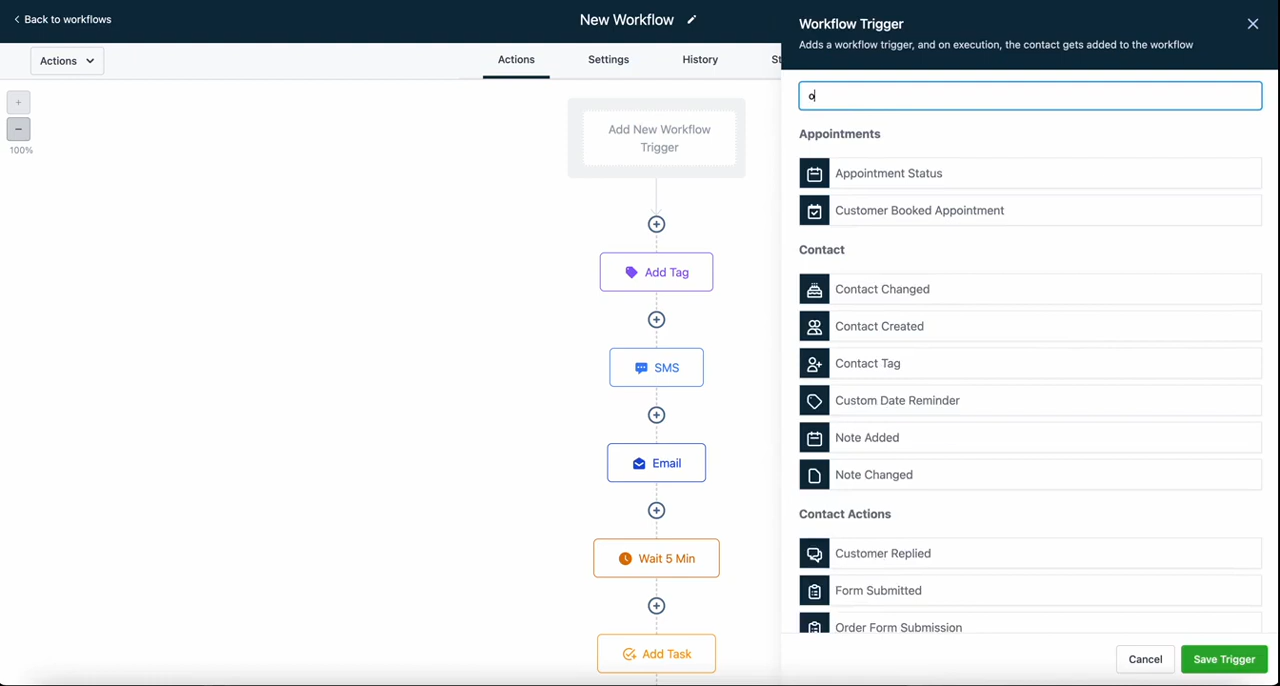 Back to workflows
New Workflow
Workflow Trigger
Adds a workflow trigger, and on execution, the contact gets added to the workflow
Actions
Actions
Settings
History
St
+
−
100%
Add New Workflow
Trigger
Add Tag
SMS
Email
Wait 5 Min
Add Task
o
Appointments
Appointment Status
Customer Booked Appointment
Contact
Contact Changed
Contact Created
Contact Tag
Custom Date Reminder
Note Added
Note Changed
Contact Actions
Customer Replied
Form Submitted
Order Form Submission
Cancel
Save Trigger